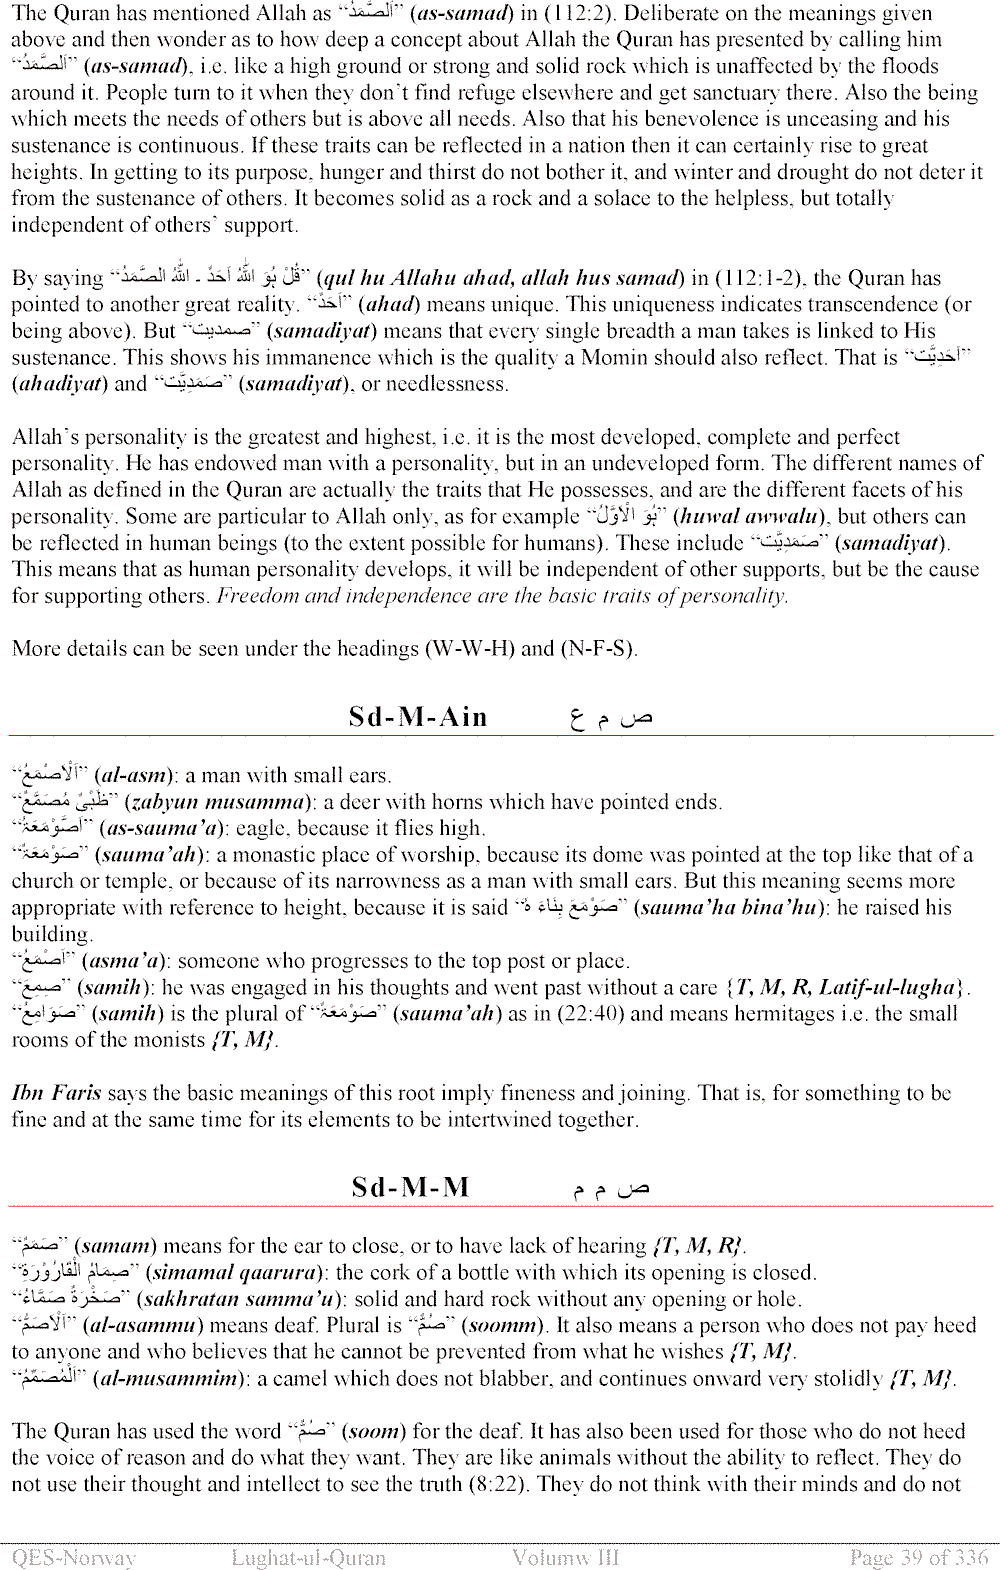 The Quran has mentioned Allah as “اَلصَّمَدُ” (as-samad) in (112:2). Deliberate on the meanings given
above and then wonder as to how deep a concept about Allah the Quran has presented by calling him
“اَلصَّمَدُ” (as-samad), i.e. like a high ground or strong and solid rock which is unaffected by the floods
around it. People turn to it when they don’t find refuge elsewhere and get sanctuary there. Also the being
which meets the needs of others but is above all needs. Also that his benevolence is unceasing and his
sustenance is continuous. If these traits can be reflected in a nation then it can certainly rise to great
heights. In getting to its purpose, hunger and thirst do not bother it, and winter and drought do not deter it
from the sustenance of others. It becomes solid as a rock and a solace to the helpless, but totally
independent of others’ support.
By saying “قُلْ ہُوَ اللّٰہُ اَحَدٌ ۔ اللّٰہُ الصَّمَدُ” (qul hu Allahu ahad, allah hus samad) in (112:1-2), the Quran has
pointed to another great reality. “اَحَدٌ” (ahad) means unique. This uniqueness indicates transcendence (or
being above). But “صمدیت” (samadiyat) means that every single breadth a man takes is linked to His
sustenance. This shows his immanence which is the quality a Momin should also reflect. That is “اَحَدِیَّت”
(ahadiyat) and “صَمَدِیَّت” (samadiyat), or needlessness.
Allah’s personality is the greatest and highest, i.e. it is the most developed, complete and perfect
personality. He has endowed man with a personality, but in an undeveloped form. The different names of
Allah as defined in the Quran are actually the traits that He possesses, and are the different facets of his
personality. Some are particular to Allah only, as for example “ہُوَ الْاَوَّلُ” (huwal awwalu), but others can
be reflected in human beings (to the extent possible for humans). These include “صَمَدِیَّت” (samadiyat).
This means that as human personality develops, it will be independent of other supports, but be the cause
for supporting others. Freedom and independence are the basic traits of personality.
More details can be seen under the headings (W-W-H) and (N-F-S).
Sd-M-Ain ص م ع
“اَلْاَصْمَعُ” (al-asm): a man with small ears.
“ظَبْیٌ مُصَمَّعٌ” (zabyun musamma): a deer with horns which have pointed ends.
“اَصَّوْمَعَۃُ” (as-sauma’a): eagle, because it flies high.
“صَوْمَعَۃٌ” (sauma’ah): a monastic place of worship, because its dome was pointed at the top like that of a
church or temple, or because of its narrowness as a man with small ears. But this meaning seems more
appropriate with reference to height, because it is said “صَوْمَعَ بِنَاءَ ہٗ” (sauma’ha bina’hu): he raised his
building.
“اَصْمَعُ” (asma’a): someone who progresses to the top post or place.
“صَمِعَ” (samih): he was engaged in his thoughts and went past without a care {T, M, R, Latif-ul-lugha}.
“صَوَامِعُ” (samih) is the plural of “صَوْمَعَۃٌ” (sauma’ah) as in (22:40) and means hermitages i.e. the small
rooms of the monists {T, M}.
Ibn Faris says the basic meanings of this root imply fineness and joining. That is, for something to be
fine and at the same time for its elements to be intertwined together.
Sd-M-M ص م م
“صَمَمٌ” (samam) means for the ear to close, or to have lack of hearing {T, M, R}.
“صِمَامُ الْقَارُوْرَۃِ” (simamal qaarura): the cork of a bottle with which its opening is closed.
“صَخْرَۃٌ صَمَّاءُ” (sakhratan samma’u): solid and hard rock without any opening or hole.
“اَلْاَصَمُّ” (al-asammu) means deaf. Plural is “صُمٌّ” (soomm). It also means a person who does not pay heed
to anyone and who believes that he cannot be prevented from what he wishes {T, M}.
“اَلْمُصَمِّمُ” (al-musammim): a camel which does not blabber, and continues onward very stolidly {T, M}.
The Quran has used the word “صُمٌّ” (soom) for the deaf. It has also been used for those who do not heed
the voice of reason and do what they want. They are like animals without the ability to reflect. They do
not use their thought and intellect to see the truth (8:22). They do not think with their minds and do not
QES-Norway Lughat-ul-Quran Volumw III Page 39 of 336